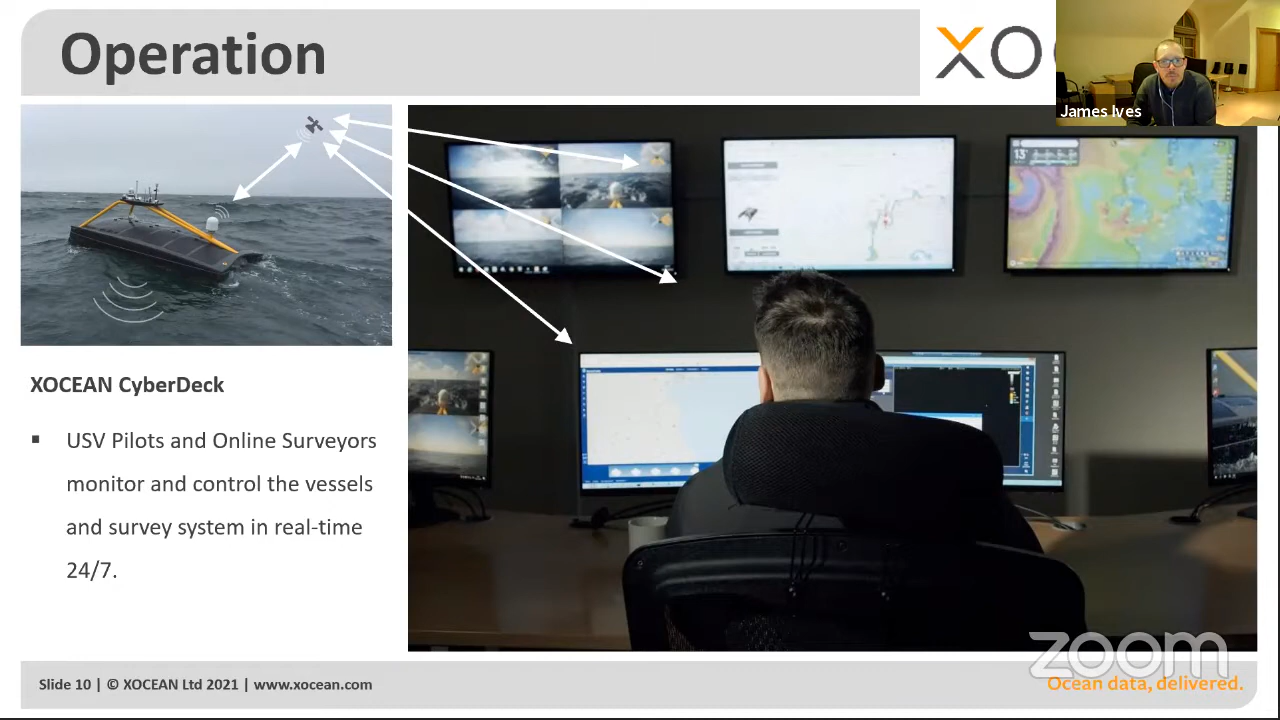 Operation
XO
James Ives
13°
XOCEAN CyberDeck
▪ USV Pilots and Online Surveyors
monitor and control the vessels
and survey system in real-time
24/7.
zoom
Slide 10 | © XOCEAN Ltd 2021 | www.xocean.com
Ocean data, delivered.